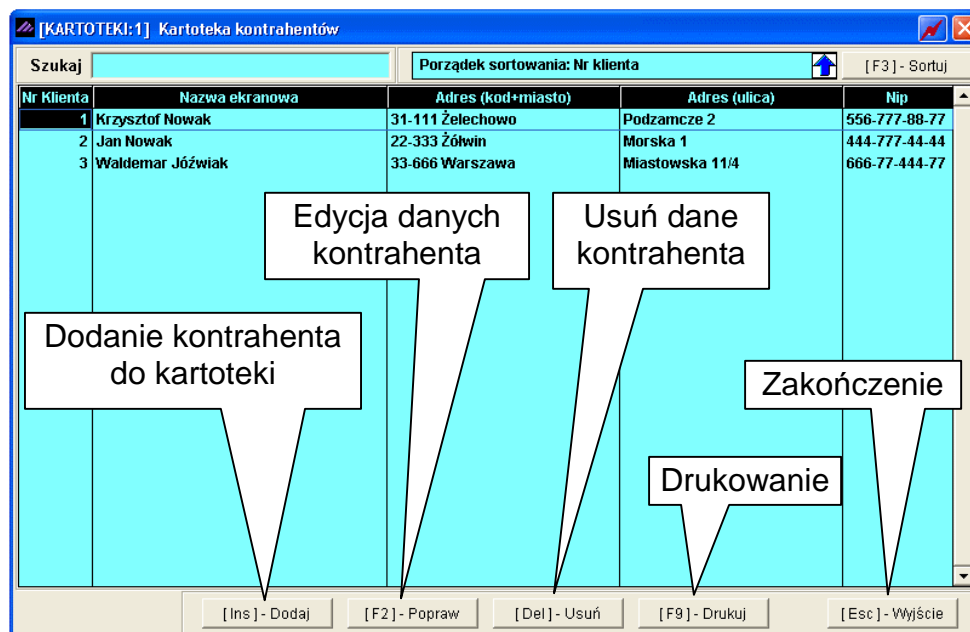 [KARTOTEKI:1] Kartoteka kontrahentów
Szukaj Porządek sortowania: Nr klienta [F3]- Sortuj
Nr Klienta Nazwa ekranowa Adres (kod+miasto) Adres (ulica) Nip
1 Krzysztof Nowak 31-111 Żelechowo Podzamcze 2 556-777-88-77
2 Jan Nowak 22-333 Żółwin Morska 1 444-777-44-44
3 Waldemar Jóźwiak 33-666 Warszawa Miastowska 11/4 666-77-444-77
Edycja danych
kontrahenta
Usuń dane
kontrahenta
Dodanie kontrahenta
do kartoteki
Zakończenie
Drukowanie
[Ins]- Dodaj [F2]- Popraw [Del]- Usuń [F9]- Drukuj [Esc]- Wyjście